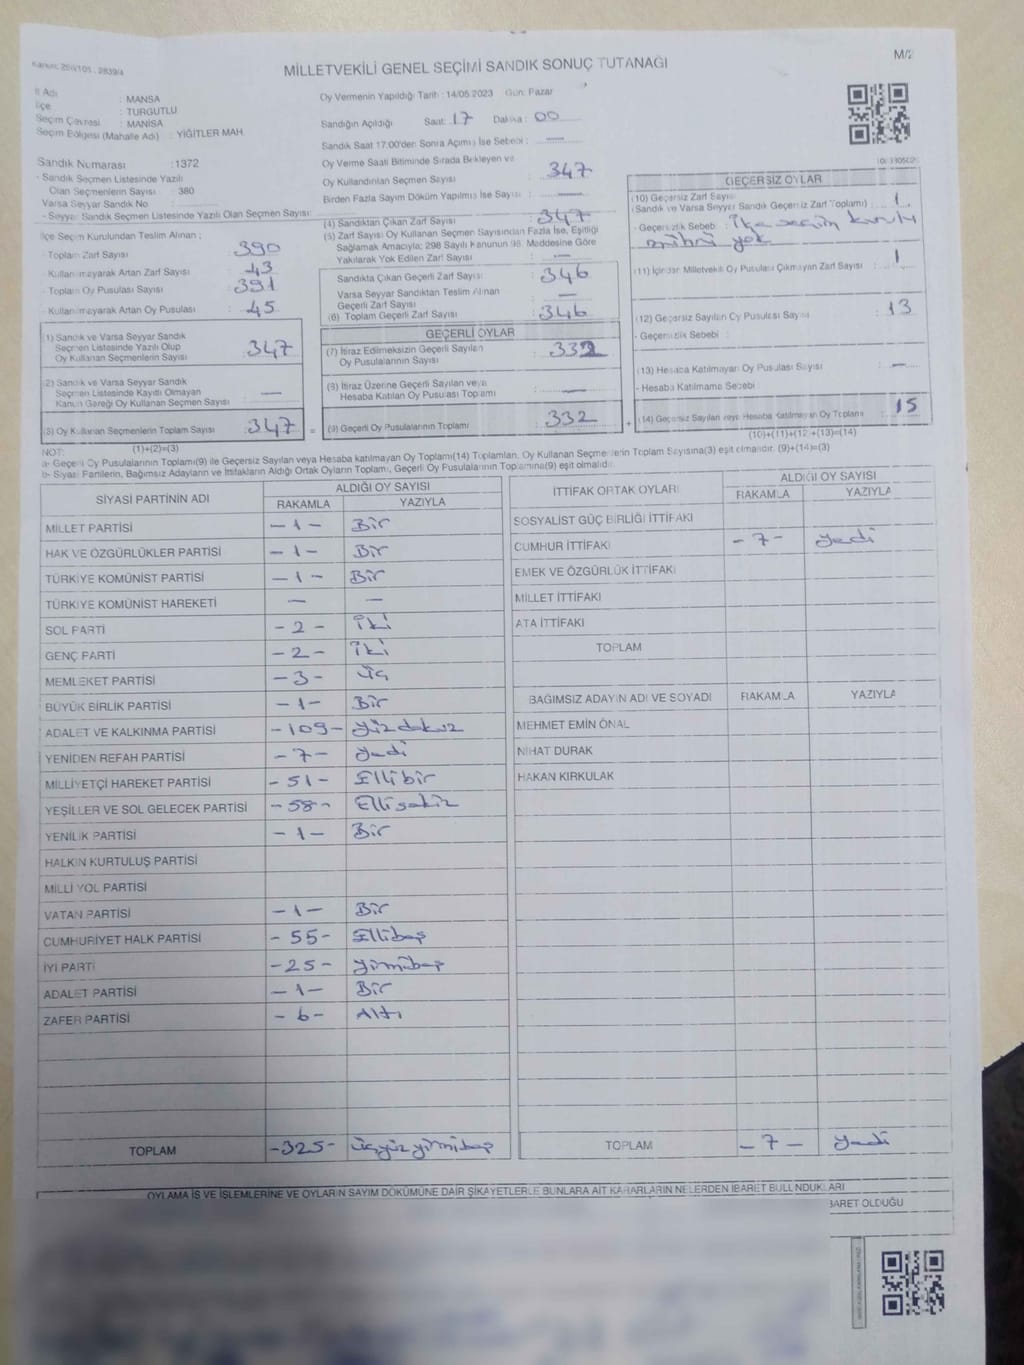 M/2
MİLLETVEKİLİ GENEL SEÇİMİ SANDIK SONUÇ TUTANAĞI
İl Adı : MANİSA
İlçe : TURGUTLU
Seçim Çevresi : MANİSA
Seçim Bölgesi (Mahalle Adı) : YİĞİTLER MAH.
Sandık Numarası : 1372
- Sandık Seçmen Listesinde Yazılı
Olan Seçmenlerin Sayısı : 380
Varsa Seyyar Sandık No :
- Seyyar Sandık Seçmen Listesinde Yazılı Olan Seçmen Sayısı :
İlçe Seçim Kurulundan Teslim Alınan ;
- Toplam Zarf Sayısı : 390
- Kullanılmayarak Artan Zarf Sayısı : 43
- Toplam Oy Pusulası Sayısı : 391
- Kullanılmayarak Artan Oy Pusulası : 45
1) Sandık ve Varsa Seyyar Sandık
Seçmen Listesinde Yazılı Olup
Oy Kullanan Seçmenlerin Sayısı : 347
2) Sandık ve Varsa Seyyar Sandık
Seçmen Listesinde Kayıtlı Olmayan
Kanun Gereği Oy Kullanan Seçmen Sayısı : —
(3) Oy Kullanan Seçmenlerin Toplam Sayısı : 347 =
Oy Vermenin Yapıldığı Tarih : 14/05/2023 Gün: Pazar
Sandığın Açıldığı Saat: 17 Dakika : 00
Sandık Saat 17:00'den Sonra Açılmış İse Sebebi : —
Oy Verme Saati Bitiminde Sırada Bekleyen ve
Oy Kullandırılan Seçmen Sayısı : 347
Birden Fazla Sayım Döküm Yapılmış İse Sayısı : —
(4) Sandıktan Çıkan Zarf Sayısı : 347
(5) Zarf Sayısı Oy Kullanan Seçmen Sayısından Fazla İse, Eşitliği
Sağlamak Amacıyla; 298 Sayılı Kanunun 98. Maddesine Göre
Yakılarak Yok Edilen Zarf Sayısı : —
Sandıkta Çıkan Geçerli Zarf Sayısı : 346
Varsa Seyyar Sandıktan Teslim Alınan
Geçerli Zarf Sayısı : —
(6) Toplam Geçerli Zarf Sayısı : 346
GEÇERLİ OYLAR
(7) İtiraz Edilmeksizin Geçerli Sayılan
Oy Pusulalarının Sayısı : 332
(8) İtiraz Üzerine Geçerli Sayılan veya
Hesaba Katılan Oy Pusulası Toplamı : —
(9) Geçerli Oy Pusulalarının Toplamı : 332 +
GEÇERSİZ OYLAR
(10) Geçersiz Zarf Sayısı
(Sandık ve Varsa Seyyar Sandık Geçersiz Zarf Toplamı) : 1
- Geçersizlik Sebebi : İlçe seçim kurulu
mührü yok
(11) İçinden Milletvekili Oy Pusulası Çıkmayan Zarf Sayısı : 1
(12) Geçersiz Sayılan Oy Pusulası Sayısı : 13
- Geçersizlik Sebebi :
(13) Hesaba Katılmayan Oy Pusulası Sayısı : —
- Hesaba Katılmama Sebebi
(14) Geçersiz Sayılan veya Hesaba Katılmayan Oy Toplamı : 15
NOT: (1)+(2)=(3) (10)+(11)+(12)+(13)=(14)
a- Geçerli Oy Pusulalarının Toplamı(9) ile Geçersiz Sayılan veya Hesaba katılmayan Oy Toplamı(14) Toplamları, Oy Kullanan Seçmenlerin Toplam Sayısına(3) eşit olmalıdır. (9)+(14)=(3)
b- Siyasi Partilerin, Bağımsız Adayların ve İttifakların Aldığı Ortak Oyların Toplamı, Geçerli Oy Pusulalarının Toplamına(9) eşit olmalıdır.
SİYASİ PARTİNİN ADI ALDIĞI OY SAYISI
RAKAMLA YAZIYLA
MİLLET PARTİSİ -1- Bir
HAK VE ÖZGÜRLÜKLER PARTİSİ -1- Bir
TÜRKİYE KOMÜNİST PARTİSİ -1- Bir
TÜRKİYE KOMÜNİST HAREKETİ — —
SOL PARTİ -2- İki
GENÇ PARTİ -2- İki
MEMLEKET PARTİSİ -3- üç
BÜYÜK BİRLİK PARTİSİ -1- Bir
ADALET VE KALKINMA PARTİSİ -109- yüzdokuz
YENİDEN REFAH PARTİSİ -7- yedi
MİLLİYETÇİ HAREKET PARTİSİ -51- Ellibir
YEŞİLLER VE SOL GELECEK PARTİSİ -58- Ellisekiz
YENİLİK PARTİSİ -1- Bir
HALKIN KURTULUŞ PARTİSİ
MİLLİ YOL PARTİSİ
VATAN PARTİSİ -1- Bir
CUMHURİYET HALK PARTİSİ -55- Ellibeş
İYİ PARTİ -25- yirmibeş
ADALET PARTİSİ -1- Bir
ZAFER PARTİSİ -6- Altı
TOPLAM -325- üçyüzyirmibeş
İTTİFAK ORTAK OYLARI ALDIĞI OY SAYISI
RAKAMLA YAZIYLA
SOSYALİST GÜÇ BİRLİĞİ İTTİFAKI
CUMHUR İTTİFAKI -7- yedi
EMEK VE ÖZGÜRLÜK İTTİFAKI
MİLLET İTTİFAKI
ATA İTTİFAKI
TOPLAM
BAĞIMSIZ ADAYIN ADI VE SOYADI RAKAMLA YAZIYLA
MEHMET EMİN ÖNAL
NİHAT DURAK
HAKAN KIRKULAK
TOPLAM -7- yedi
OYLAMA İŞ VE İŞLEMLERİNE VE OYLARIN SAYIM DÖKÜMÜNE DAİR ŞİKAYETLERLE BUNLARA AİT KARARLARIN NELERDEN İBARET BULUNDUKLARI
İBARET OLDUĞU